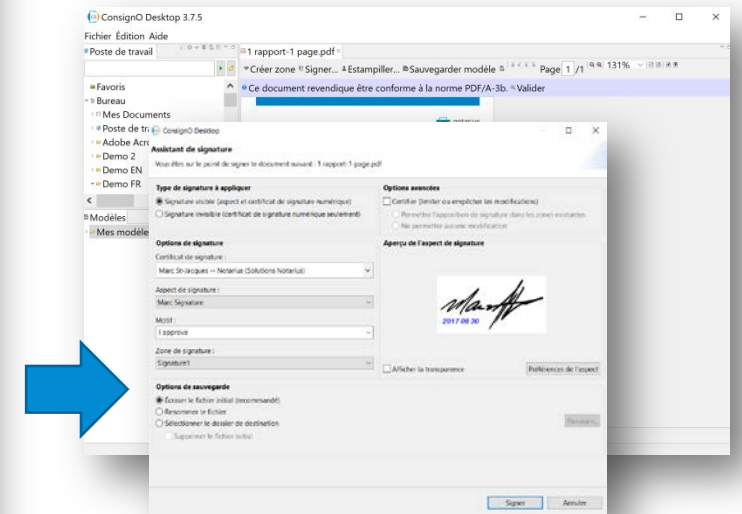 ConsignO Desktop 3.7.5
Fichier Édition Aide
Poste de travail
1 rapport-1 page.pdf
Créer zone Signer... Estampiller... Sauvegarder modèle Page 1 /1 131%
Ce document revendique être conforme à la norme PDF/A-3b. Valider
Favoris
Bureau
Mes Documents
Poste de tra
Adobe Acro
Demo 2
Demo EN
Demo FR
Modèles
Mes modèle
notarius
ConsignO Desktop
Assistant de signature
Vous êtes sur le point de signer le document suivant : 1 rapport-1 page.pdf
Type de signature à appliquer
Signature visible (aspect et certificat de signature numérique)
Signature invisible (certificat de signature numérique seulement)
Options avancées
Certifier (limiter ou empêcher les modifications)
Permettre l'apposition de signature dans les zones existantes
Ne permettre aucune modification
Options de signature
Certificat de signature :
Marc St-Jacques -- Notarius (Solutions Notarius)
Aspect de signature :
Marc Signature
Motif :
I approve
Zone de signature :
Signature1
Aperçu de l'aspect de signature
2017 06 30
Afficher la transparence
Préférences de l'aspect
Options de sauvegarde
Écraser le fichier initial (recommandé)
Renommer le fichier
Sélectionner le dossier de destination
Supprimer le fichier initial
Parcourir...
Signer
Annuler